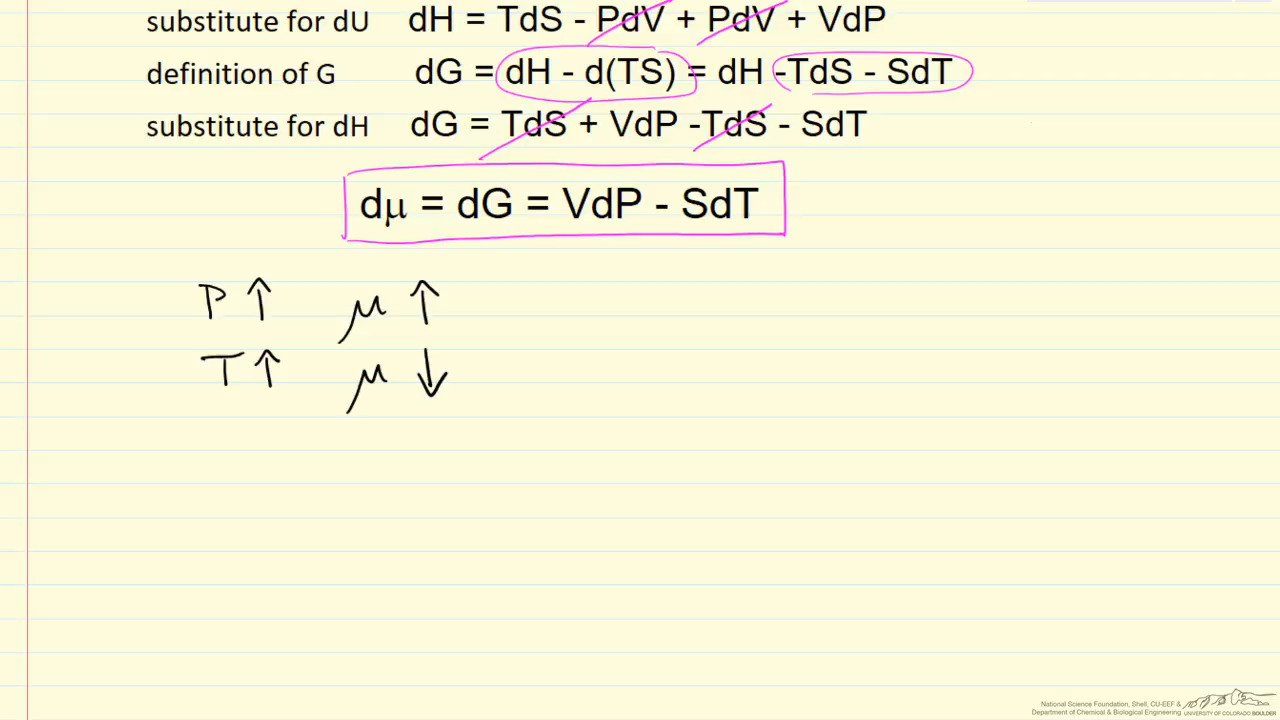 substitute for dU dH = TdS - PdV + PdV + VdP
definition of G dG = dH - d(TS) = dH -TdS - SdT
substitute for dH dG = TdS + VdP -TdS - SdT
dμ = dG = VdP - SdT
P ↑ μ ↑
T ↑ μ ↓
National Science Foundation, Shell, CU-EEF &
Department of Chemical & Biological Engineering UNIVERSITY OF COLORADO BOULDER